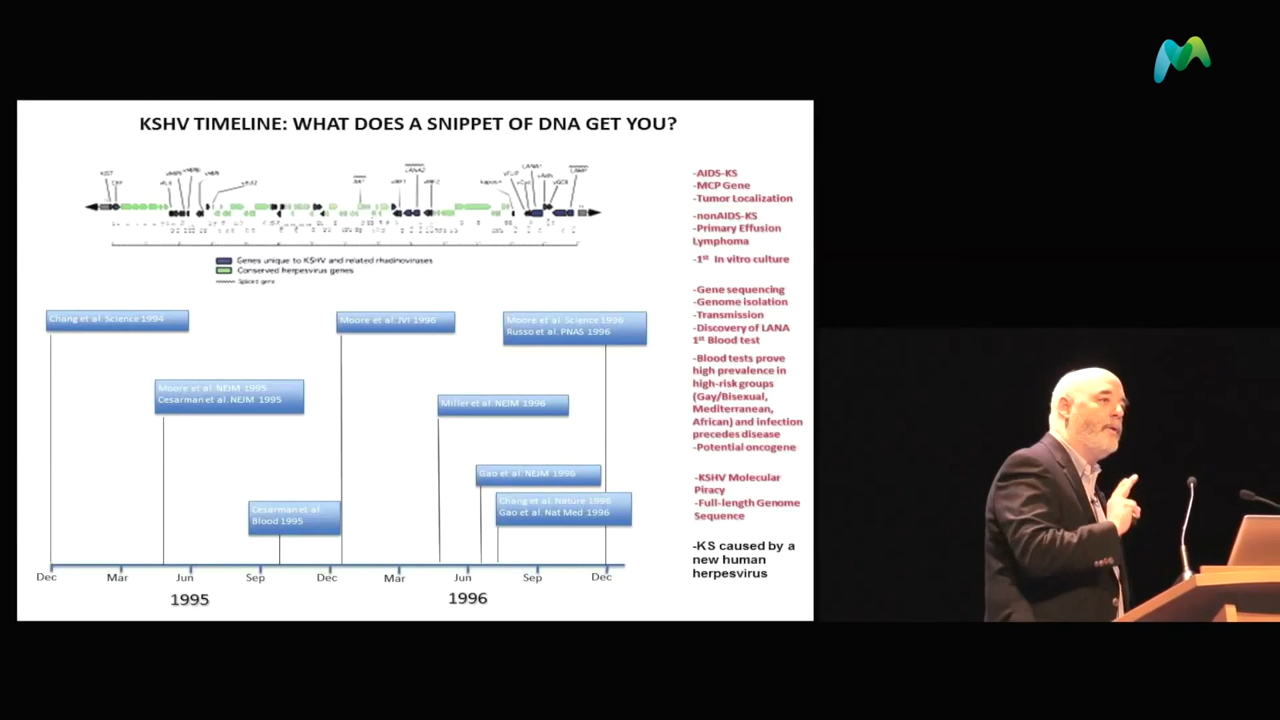 KSHV TIMELINE: WHAT DOES A SNIPPET OF DNA GET YOU?
LANA2
Genes unique to KSHV and related rhadinoviruses
Conserved herpesvirus genes
Spliced gene
Chang et al. Science 1994
Moore et al. JVI 1996
Moore et al. Science 1996
Russo et al. PNAS 1996
Moore et al. NEJM 1995
Cesarman et al. NEJM 1995
Miller et al. NEJM 1996
Gao et al. NEJM 1996
Cesarman et al.
Blood 1995
Chang et al. Nature 1996
Gao et al. Nat Med 1996
Dec
Mar
Jun
Sep
Dec
Mar
Jun
Sep
Dec
1995
1996
-AIDS-KS
-MCP Gene
-Tumor Localization
-nonAIDS-KS
-Primary Effusion
Lymphoma
-1st In vitro culture
-Gene sequencing
-Genome isolation
-Transmission
-Discovery of LANA
1st Blood test
-Blood tests prove
high prevalence in
high-risk groups
(Gay/Bisexual,
Mediterranean,
African) and infection
precedes disease
-Potential oncogene
-KSHV Molecular
Piracy
-Full-length Genome
Sequence
-KS caused by a
new human
herpesvirus